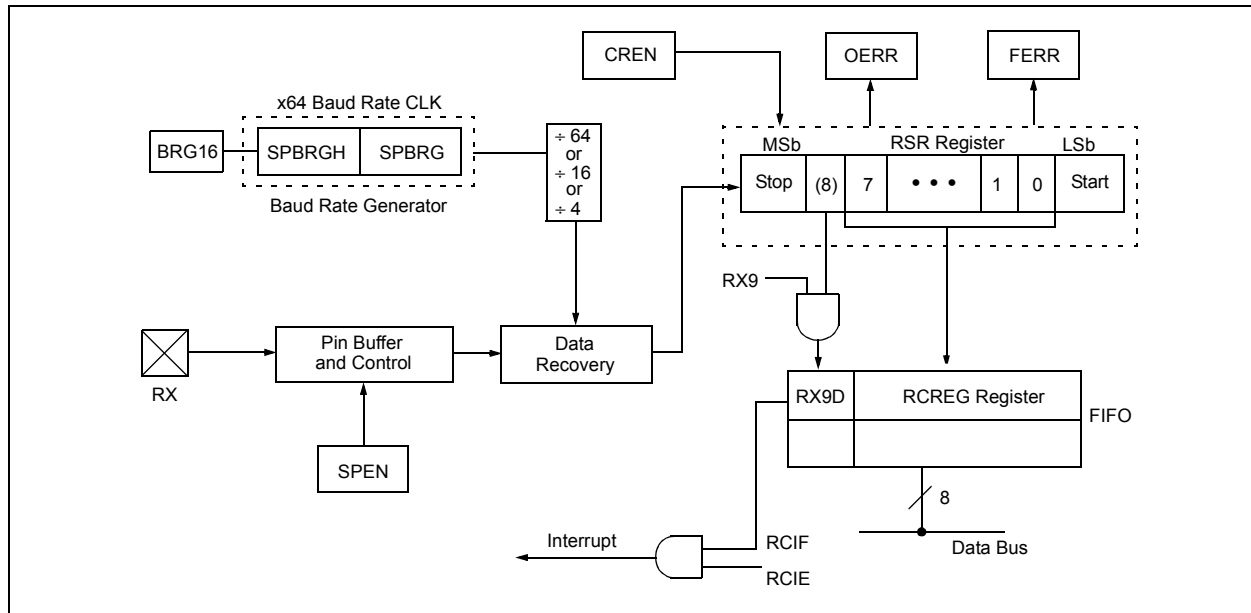 CREN
OERR
FERR
x64 Baud Rate CLK
BRG16
SPBRGH
SPBRG
Baud Rate Generator
÷ 64
or
÷ 16
or
÷ 4
MSb
RSR Register
LSb
Stop
(8)
7
• • •
1
0
Start
RX9
RX
Pin Buffer
and Control
Data
Recovery
SPEN
RX9D
RCREG Register
FIFO
8
Data Bus
Interrupt
RCIF
RCIE